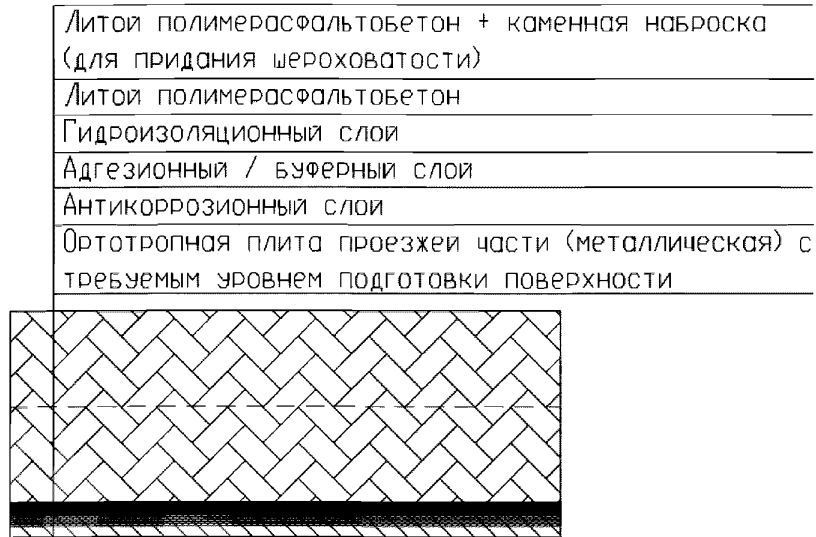 Литой полимерасфальтобетон + каменная наброска
(для придания шероховатости)
Литой полимерасфальтобетон
Гидроизоляционный слой
Адгезионный / буферный слой
Антикоррозионный слой
Ортотропная плита проезжей части (металлическая) с
требуемым уровнем подготовки поверхности